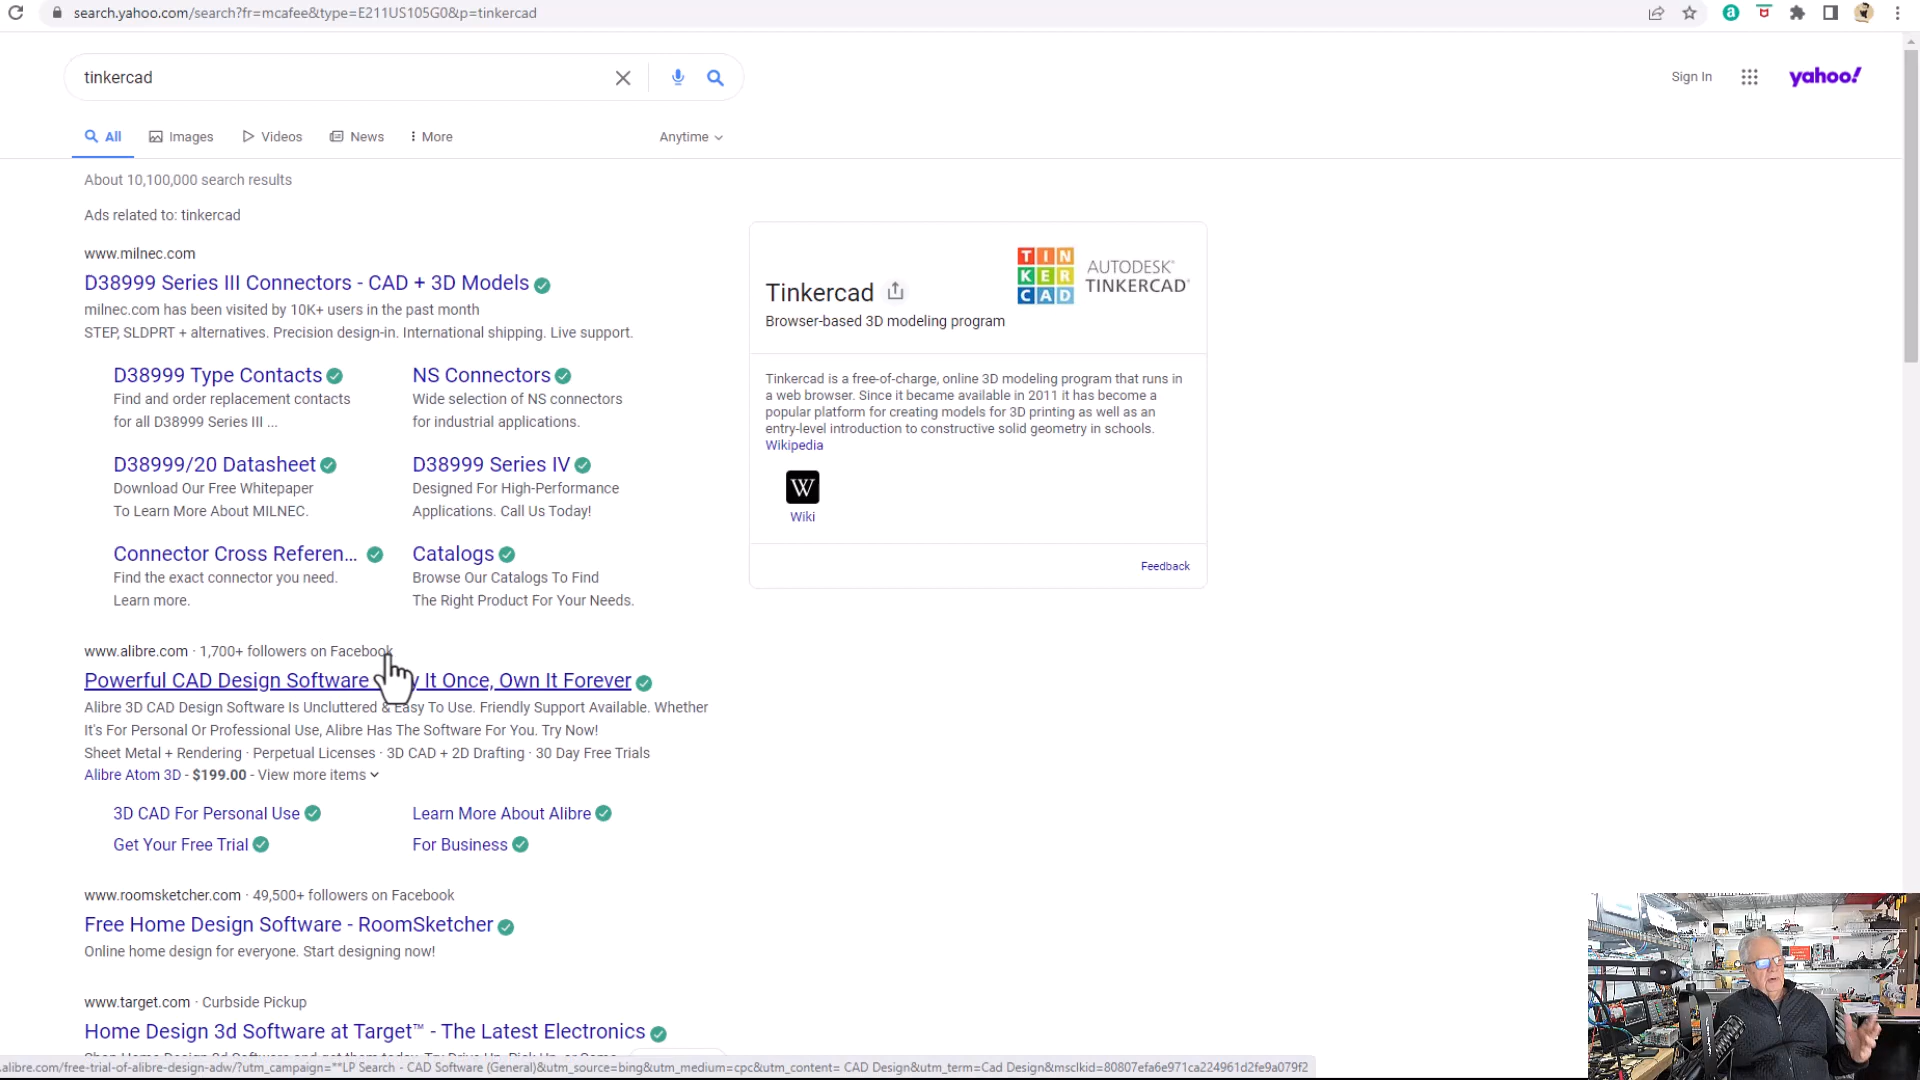 search.yahoo.com/search?fr=mcafee&type=E211US105G0&p=tinkercad
tinkercad
Sign In
yahoo!
All
Images
Videos
News
More
Anytime
About 10,100,000 search results
Ads related to: tinkercad
www.milnec.com
D38999 Series III Connectors - CAD + 3D Models
milnec.com has been visited by 10K+ users in the past month
STEP, SLDPRT + alternatives. Precision design-in. International shipping. Live support.
D38999 Type Contacts
Find and order replacement contacts
for all D38999 Series III ...
NS Connectors
Wide selection of NS connectors
for industrial applications.
D38999/20 Datasheet
Download Our Free Whitepaper
To Learn More About MILNEC.
D38999 Series IV
Designed For High-Performance
Applications. Call Us Today!
Connector Cross Referen...
Find the exact connector you need.
Learn more.
Catalogs
Browse Our Catalogs To Find
The Right Product For Your Needs.
www.alibre.com · 1,700+ followers on Facebook
Powerful CAD Design Software It Once, Own It Forever
Alibre 3D CAD Design Software Is Uncluttered & Easy To Use. Friendly Support Available. Whether
It's For Personal Or Professional Use, Alibre Has The Software For You. Try Now!
Sheet Metal + Rendering · Perpetual Licenses · 3D CAD + 2D Drafting · 30 Day Free Trials
Alibre Atom 3D - $199.00 - View more items
3D CAD For Personal Use
Learn More About Alibre
Get Your Free Trial
For Business
www.roomsketcher.com · 49,500+ followers on Facebook
Free Home Design Software - RoomSketcher
Online home design for everyone. Start designing now!
www.target.com · Curbside Pickup
Home Design 3d Software at Target™ - The Latest Electronics
Tinkercad
Browser-based 3D modeling program
TIN
KER
CAD
AUTODESK®
TINKERCAD®
Tinkercad is a free-of-charge, online 3D modeling program that runs in
a web browser. Since it became available in 2011 it has become a
popular platform for creating models for 3D printing as well as an
entry-level introduction to constructive solid geometry in schools.
Wikipedia
W
Wiki
Feedback
.alibre.com/free-trial-of-alibre-design-adw/?utm_campaign=**LP Search - CAD Software (General)&utm_source=bing&utm_medium=cpc&utm_content= CAD Design&utm_term=Cad Design&msclkid=80807efa6e971ca224961d2fe9a079f2